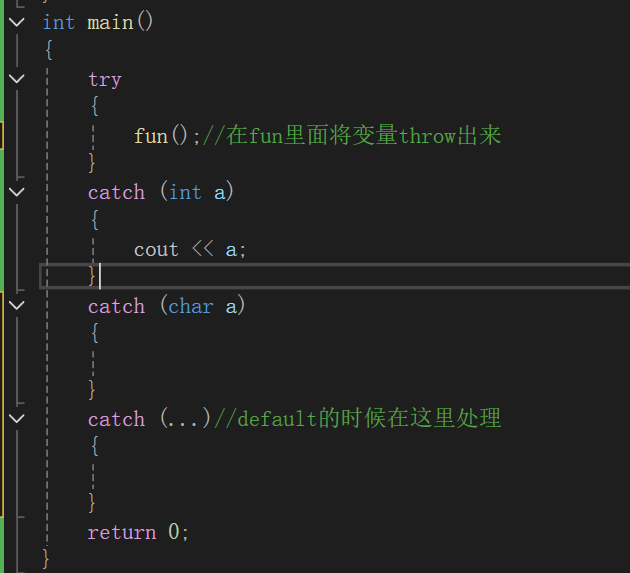 int main()
{
try
{
fun();//在fun里面将变量throw出来
}
catch (int a)
{
cout << a;
}
catch (char a)
{
}
catch (...)//default的时候在这里处理
{
}
return 0;
}